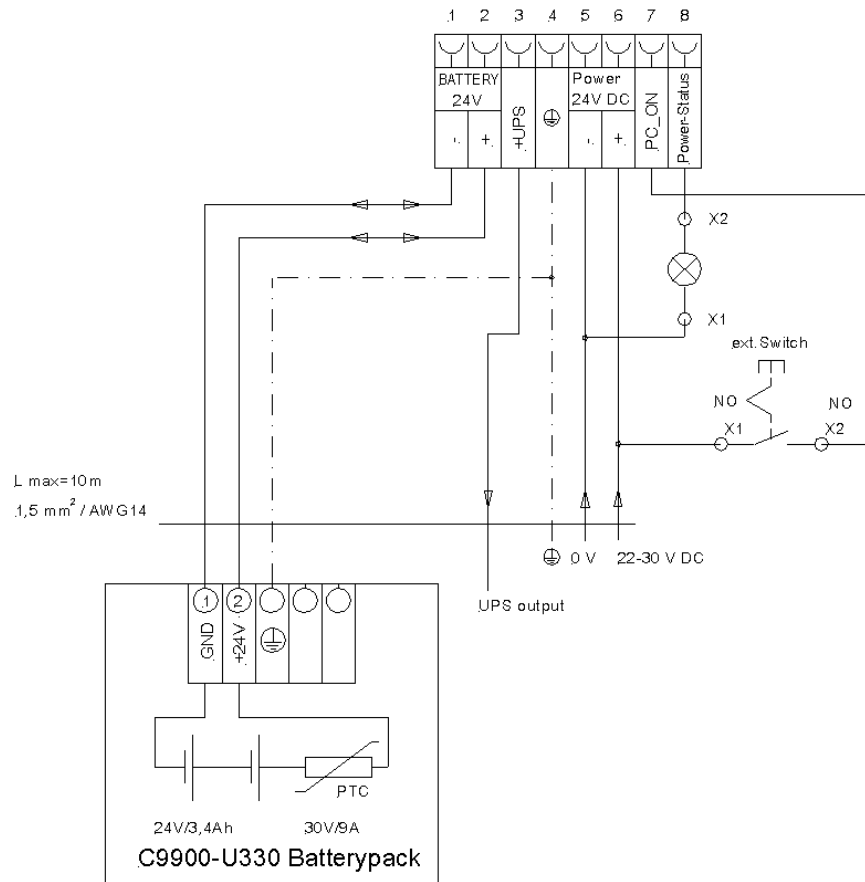 1 2 3 4 5 6 7 8
BATTERY
24V
- +
+UPS
Power
24V DC
- +
PC_ON
Power-Status
X2
X1
ext.Switch
NO NO
X1 X2
L max=10m
1,5 mm² / AWG14
0 V 22-30 V DC
UPS output
1 2
GND
+24V
PTC
24V/3,4Ah 30V/9A
C9900-U330 Batterypack